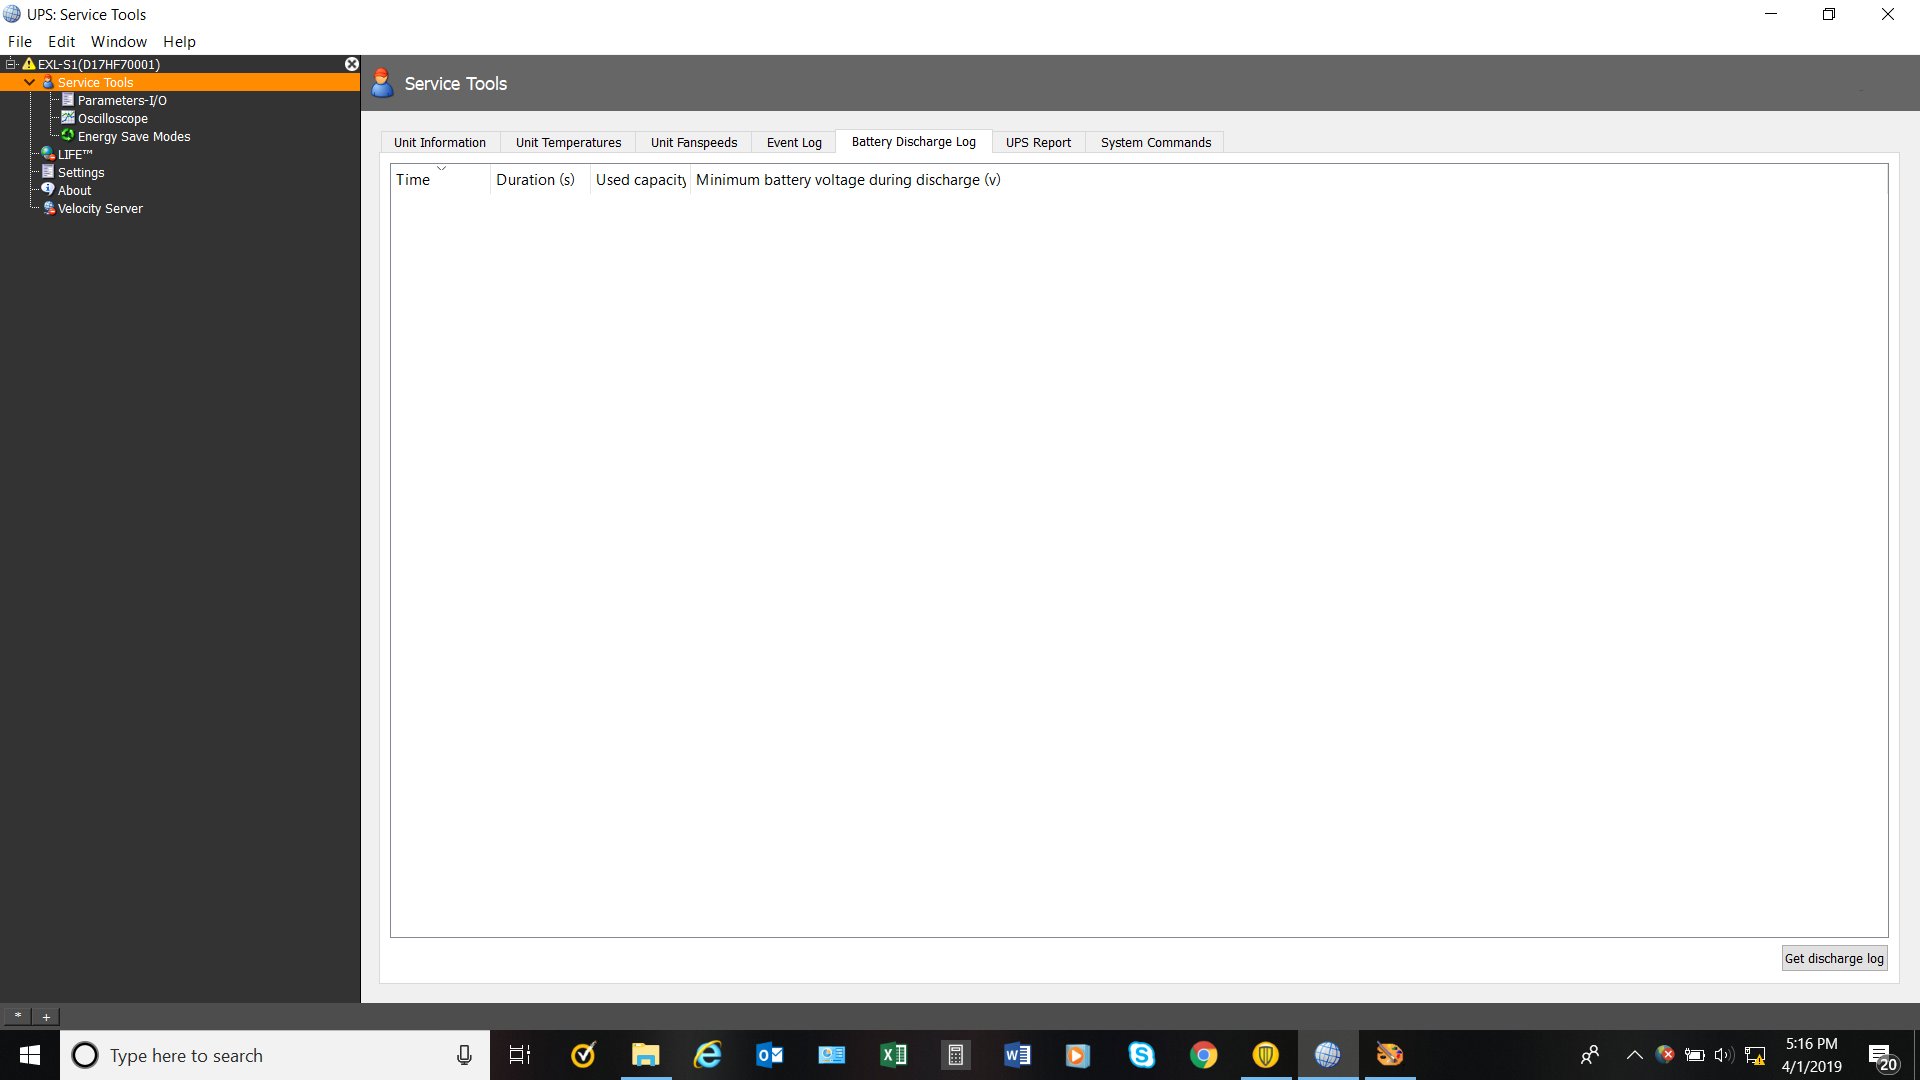 UPS: Service Tools
File Edit Window Help
EXL-S1(D17HF70001)
Service Tools
Parameters-I/O
Oscilloscope
Energy Save Modes
LIFE™
Settings
About
Velocity Server
Service Tools
Unit Information Unit Temperatures Unit Fanspeeds Event Log Battery Discharge Log UPS Report System Commands
Time Duration (s) Used capacity Minimum battery voltage during discharge (v)
Get discharge log
* +
Type here to search
5:16 PM
4/1/2019
20